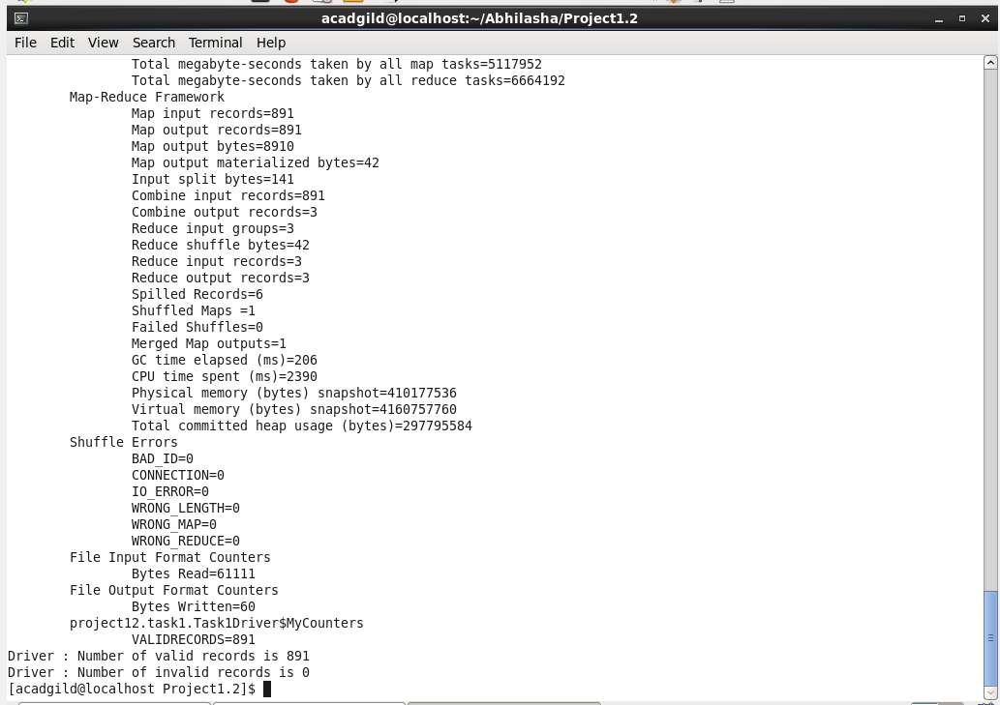 acadgild@localhost:~/Abhilasha/Project1.2
File Edit View Search Terminal Help
Total megabyte-seconds taken by all map tasks=5117952
Total megabyte-seconds taken by all reduce tasks=6664192
Map-Reduce Framework
Map input records=891
Map output records=891
Map output bytes=8910
Map output materialized bytes=42
Input split bytes=141
Combine input records=891
Combine output records=3
Reduce input groups=3
Reduce shuffle bytes=42
Reduce input records=3
Reduce output records=3
Spilled Records=6
Shuffled Maps =1
Failed Shuffles=0
Merged Map outputs=1
GC time elapsed (ms)=206
CPU time spent (ms)=2390
Physical memory (bytes) snapshot=410177536
Virtual memory (bytes) snapshot=4160757760
Total committed heap usage (bytes)=297795584
Shuffle Errors
BAD_ID=0
CONNECTION=0
IO_ERROR=0
WRONG_LENGTH=0
WRONG_MAP=0
WRONG_REDUCE=0
File Input Format Counters
Bytes Read=61111
File Output Format Counters
Bytes Written=60
project12.task1.Task1Driver$MyCounters
VALIDRECORDS=891
Driver : Number of valid records is 891
Driver : Number of invalid records is 0
[acadgild@localhost Project1.2]$